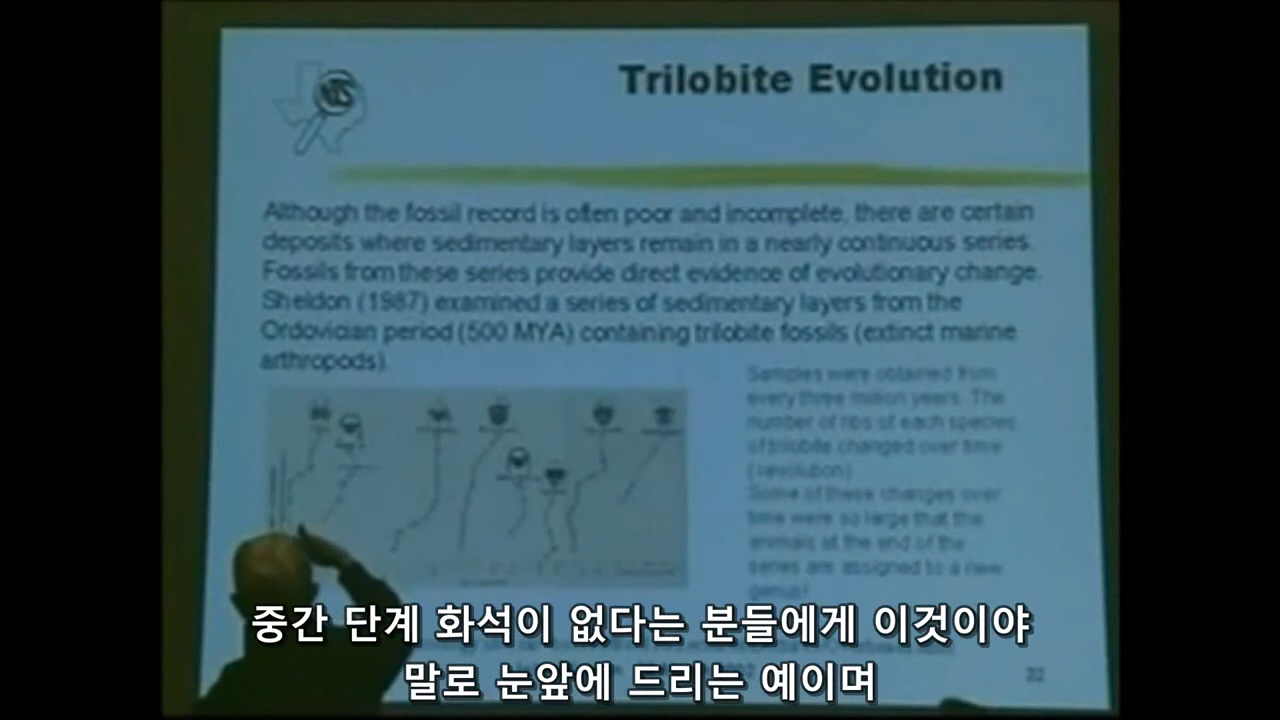 Trilobite Evolution
Although the fossil record is often poor and incomplete, there are certain
deposits where sedimentary layers remain in a nearly continuous series.
Fossils from these series provide direct evidence of evolutionary change.
Sheldon (1987) examined a series of sedimentary layers from the
Ordovician period (500 MYA) containing trilobite fossils (extinct marine
arthropods).
Samples were obtained from
every three million years. The
number of ribs of each species
of trilobite changed over time
Some of these changes over
time were so large that the
animals at the end of the
series are assigned to a new
genus!
중간 단계 화석이 없다는 분들에게 이것이야
말로 눈앞에 드리는 예이며